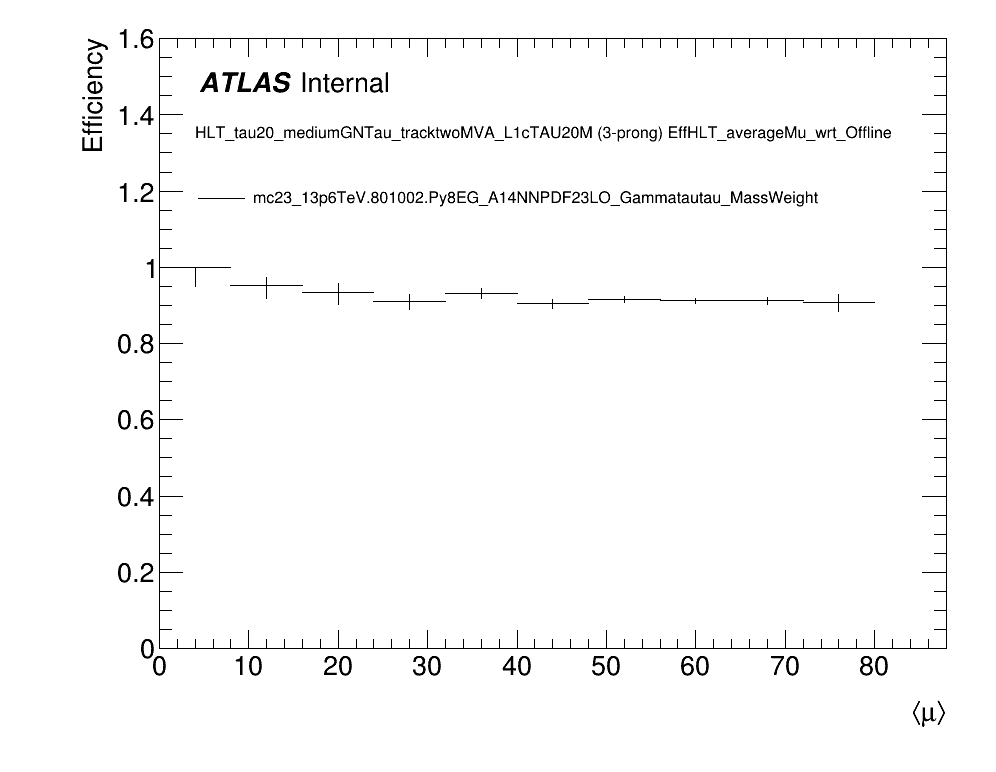 Efficiency
1.6
ATLAS Internal
1.4
HLT_tau20_mediumGNTau_tracktwoMVA_L1cTAU20M (3-prong) EffHLT_averageMu_wrt_Offline
1.2
mc23_13p6TeV.801002.Py8EG_A14NNPDF23LO_Gammatautau_MassWeight
1
0.8
0.6
0.4
0.2
0
0 10 20 30 40 50 60 70 80
⟨μ⟩